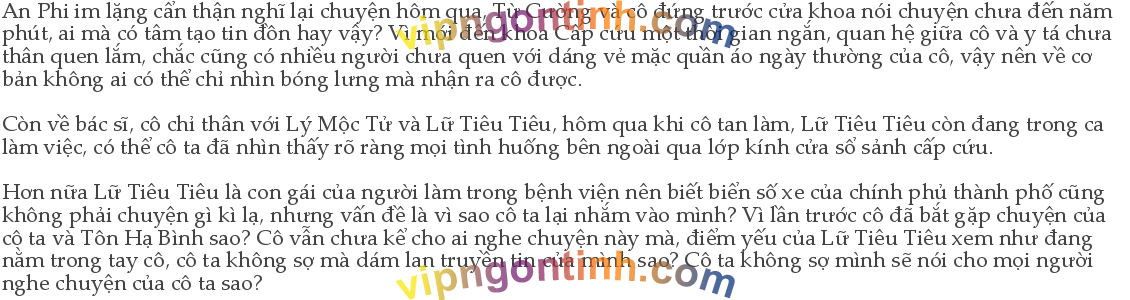 An Phi im lặng cẩn thận nghĩ lại chuyện hôm qua. Từ Cường và cô đứng trước cửa khoa nói chuyện chưa đến năm
phút, ai mà có tâm tạo tin đồn hay vậy? Vì mới đến khoa Cấp cứu một thời gian ngắn, quan hệ giữa cô và y tá chưa
thân quen lắm, chắc cũng có nhiều người chưa quen với dáng vẻ mặc quần áo ngày thường của cô, vậy nên về cơ
bản không ai có thể chỉ nhìn bóng lưng mà nhận ra cô được.
Còn về bác sĩ, cô chỉ thân với Lý Mộc Tử và Lữ Tiêu Tiêu, hôm qua khi cô tan làm, Lữ Tiêu Tiêu còn đang trong ca
làm việc, có thể cô ta đã nhìn thấy rõ ràng mọi tình huống bên ngoài qua lớp kính cửa sổ sảnh cấp cứu.
Hơn nữa Lữ Tiêu Tiêu là con gái của người làm trong bệnh viện nên biết biển số xe của chính phủ thành phố cũng
không phải chuyện gì kì lạ, nhưng vấn đề là vì sao cô ta lại nhắm vào mình? Vì lần trước cô đã bắt gặp chuyện của
cô ta và Tôn Hạ Bình sao? Cô vẫn chưa kể cho ai nghe chuyện này mà, điểm yếu của Lữ Tiêu Tiêu xem như đang
nằm trong tay cô, cô ta không sợ mà dám lan truyền tin của mình sao? Cô ta không sợ mình sẽ nói cho mọi người
nghe chuyện của cô ta sao?
vipngontinh.com
vipngontinh.com